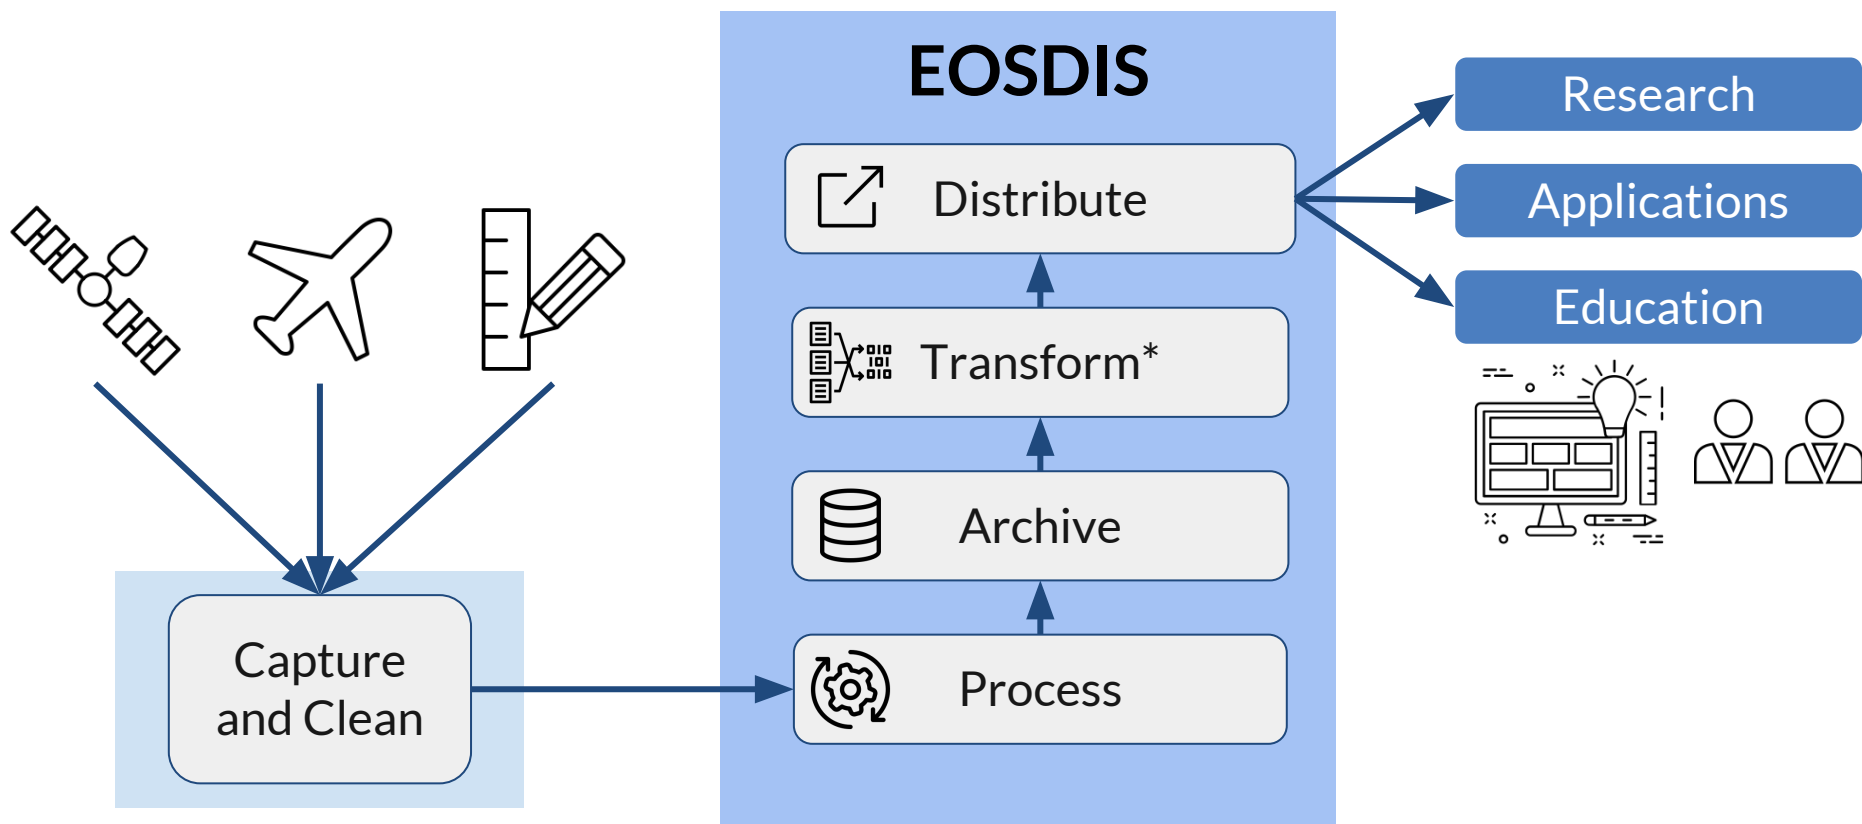 EOSDIS
Distribute
Transform*
Archive
Process
Capture
and Clean
Research
Applications
Education